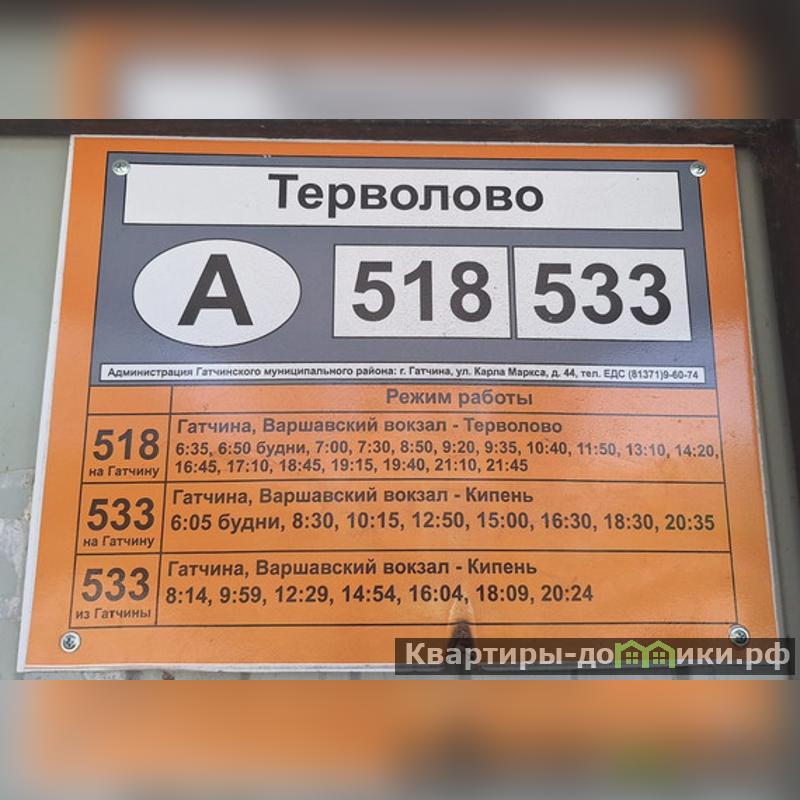 Терволово
А 518 533
Администрация Гатчинского муниципального района: г. Гатчина, ул. Карла Маркса, д. 44, тел. ЕДС (81371)9-60-74
Режим работы
518
на Гатчину
Гатчина, Варшавский вокзал - Терволово
6:35, 6:50 будни, 7:00, 7:30, 8:50, 9:20, 9:35, 10:40, 11:50, 13:10, 14:20,
16:45, 17:10, 18:45, 19:15, 19:40, 21:10, 21:45
533
на Гатчину
Гатчина, Варшавский вокзал - Кипень
6:05 будни, 8:30, 10:15, 12:50, 15:00, 16:30, 18:30, 20:35
533
из Гатчины
Гатчина, Варшавский вокзал - Кипень
8:14, 9:59, 12:29, 14:54, 16:04, 18:09, 20:24
Квартиры-домики.рф